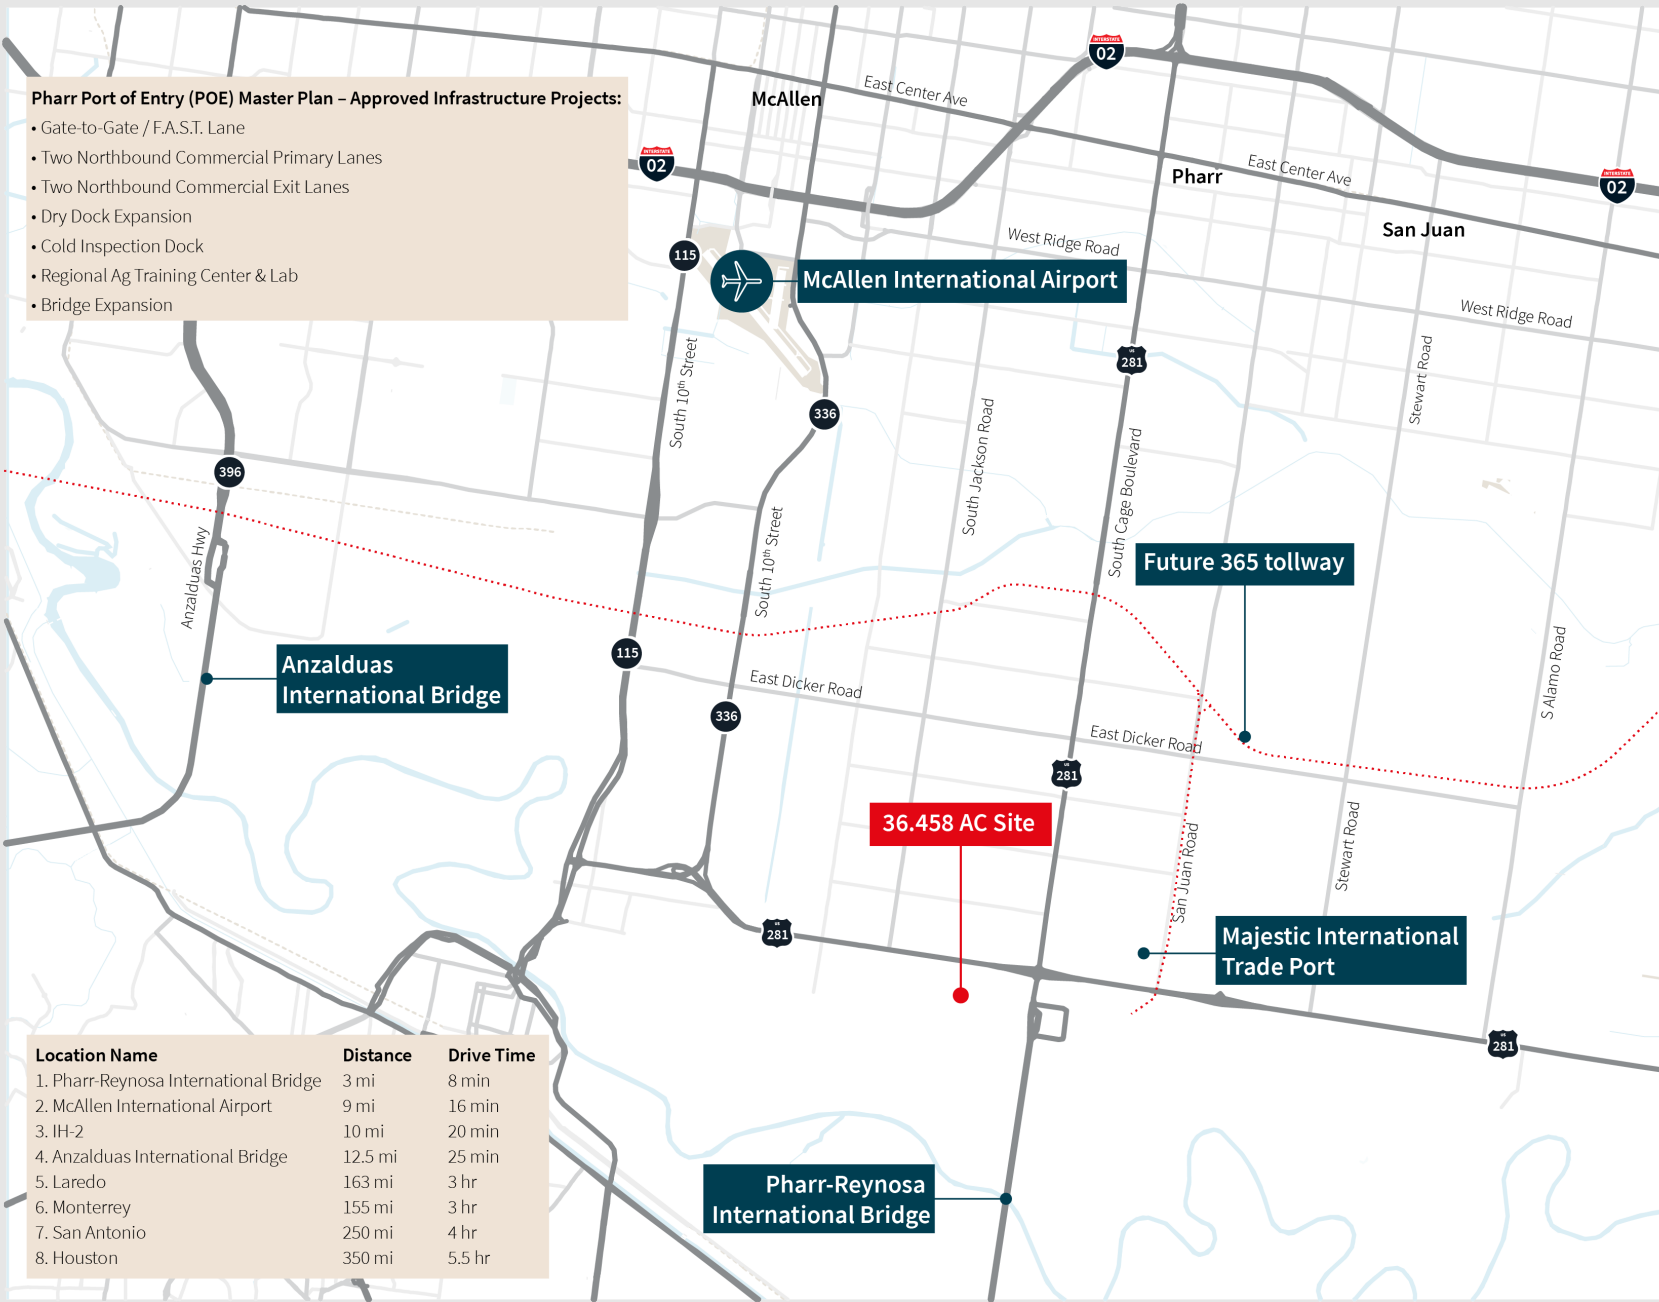 INTERSTATE
02
East Center Ave
McAllen
Pharr Port of Entry (POE) Master Plan – Approved Infrastructure Projects:
• Gate-to-Gate / F.A.S.T. Lane
• Two Northbound Commercial Primary Lanes
• Two Northbound Commercial Exit Lanes
• Dry Dock Expansion
• Cold Inspection Dock
• Regional Ag Training Center & Lab
• Bridge Expansion
INTERSTATE
02
East Center Ave
Pharr
INTERSTATE
02
San Juan
West Ridge Road
115
McAllen International Airport
West Ridge Road
US
281
South 10th Street
Stewart Road
336
South Jackson Road
396
South Cage Boulevard
South 10th Street
Anzalduas Hwy
Future 365 tollway
S Alamo Road
115
Anzalduas
International Bridge
East Dicker Road
336
East Dicker Road
US
281
36.458 AC Site
Stewart Road
San Juan Road
US
281
Majestic International
Trade Port
US
281
Location Name Distance Drive Time
1. Pharr-Reynosa International Bridge 3 mi 8 min
2. McAllen International Airport 9 mi 16 min
3. IH-2 10 mi 20 min
4. Anzalduas International Bridge 12.5 mi 25 min
5. Laredo 163 mi 3 hr
6. Monterrey 155 mi 3 hr
7. San Antonio 250 mi 4 hr
8. Houston 350 mi 5.5 hr
Pharr-Reynosa
International Bridge